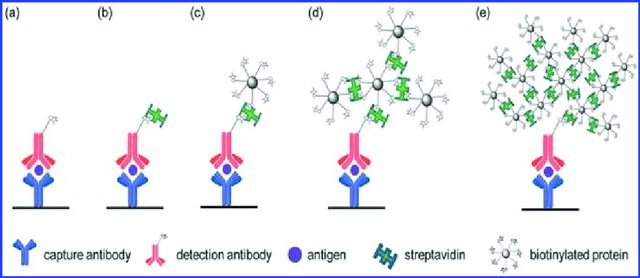 (a) (b) (c) (d) (e)
capture antibody detection antibody antigen streptavidin biotinylated protein